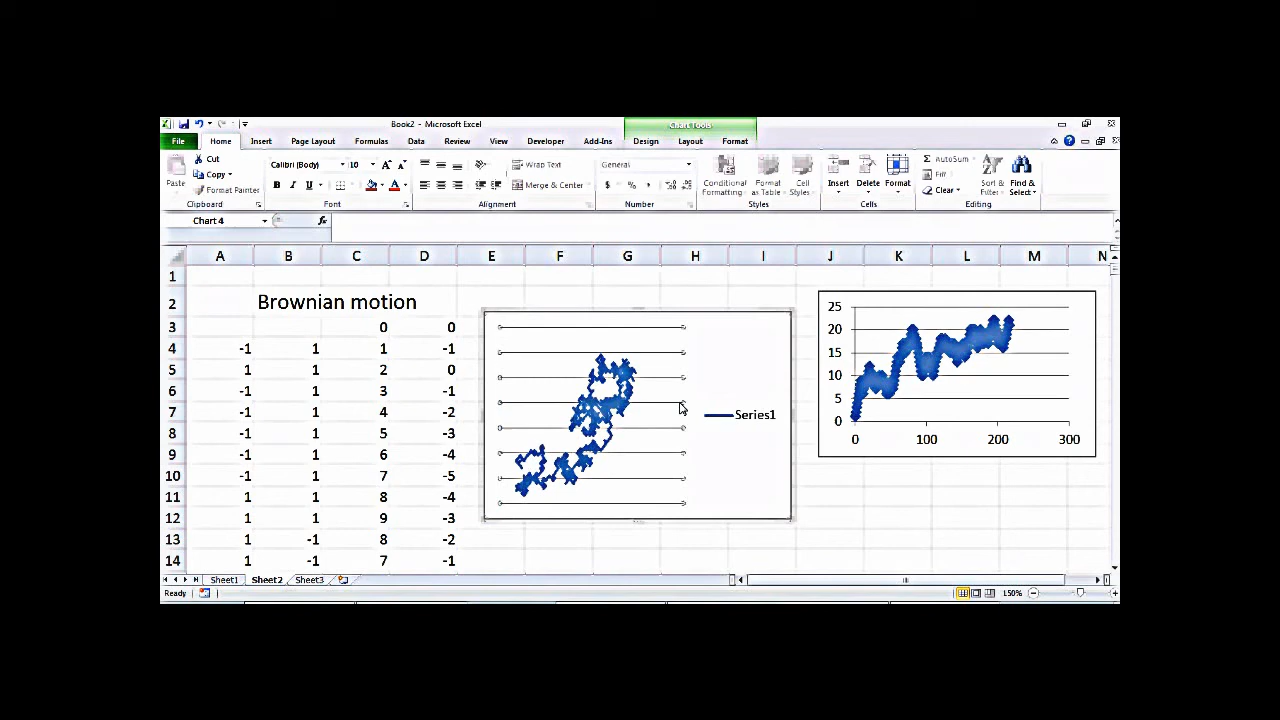 Book2 - Microsoft Excel
Chart Tools
File Home Insert Page Layout Formulas Data Review View Developer Add-Ins Design Layout Format
Paste
Cut
Copy
Format Painter
Clipboard
Calibri (Body) 10
B I U
Font
Wrap Text
Merge & Center
Alignment
General
$ % ,
Number
Conditional Formatting
Format as Table
Cell Styles
Styles
Insert Delete Format
Cells
AutoSum
Fill
Clear
Sort & Filter
Find & Select
Editing
Chart 4 fx
A B C D E F G H I J K L M N
1
2 Brownian motion
3 0 0
4 -1 1 1 -1
5 1 1 2 0
6 -1 1 3 -1
7 -1 1 4 -2
8 -1 1 5 -3
9 -1 1 6 -4
10 -1 1 7 -5
11 1 1 8 -4
12 1 1 9 -3
13 1 -1 8 -2
14 1 -1 7 -1
Series1
25
20
15
10
5
0
0 100 200 300
Sheet1 Sheet2 Sheet3
Ready 150%